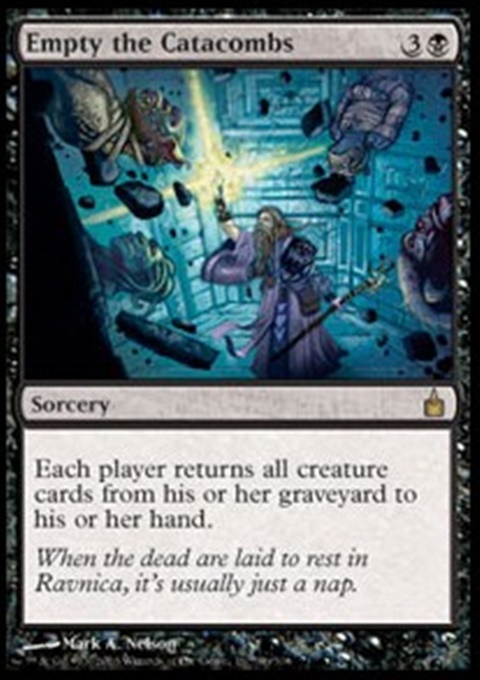 Empty the Catacombs 3
Sorcery
Each player returns all creature
cards from his or her graveyard to
his or her hand.
When the dead are laid to rest in
Ravnica, it's usually just a nap.
Mark A. Nelson